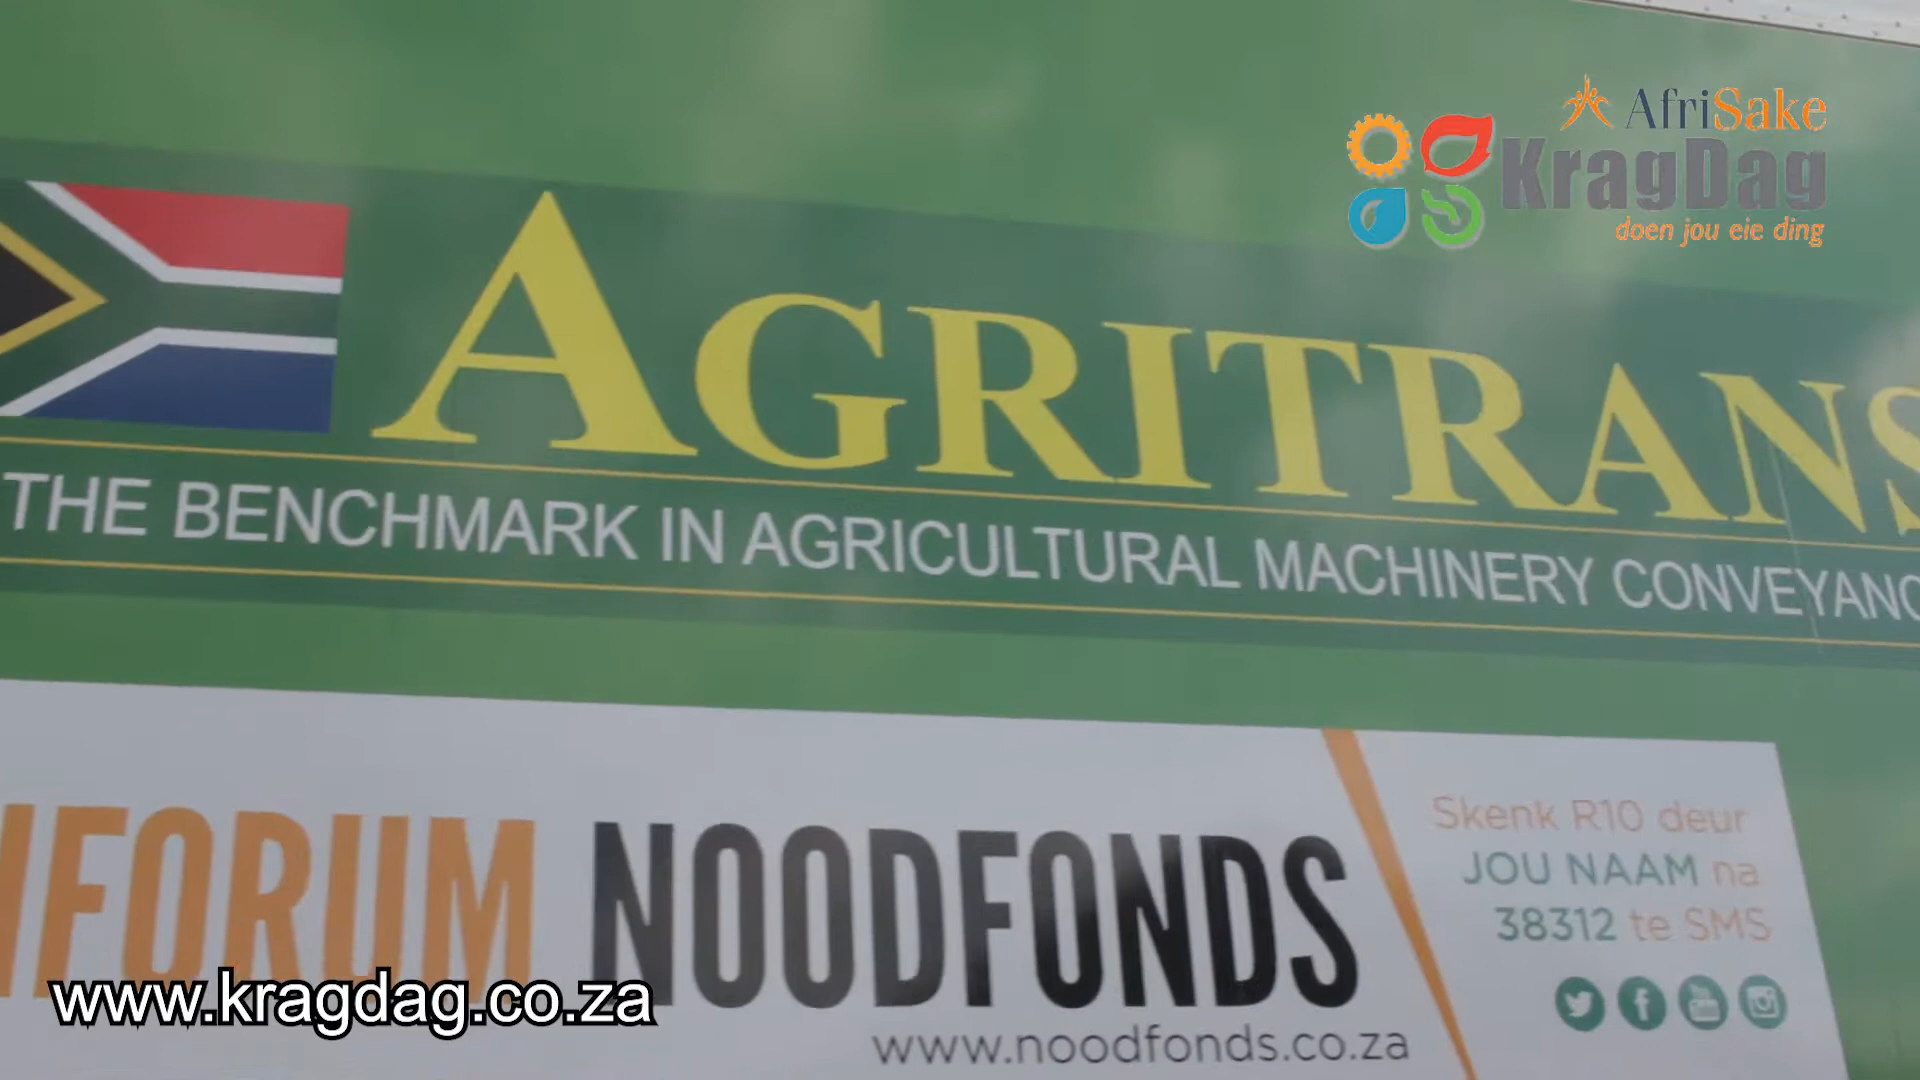 AfriSake
KragDag
doen jou eie ding
AGRITRANS
THE BENCHMARK IN AGRICULTURAL MACHINERY
FORUM NOODFONDS
www.noodfonds.co.za
Skenk R10 deur
JOU NAAM na
38312 te SMS
www.kragdag.co.za